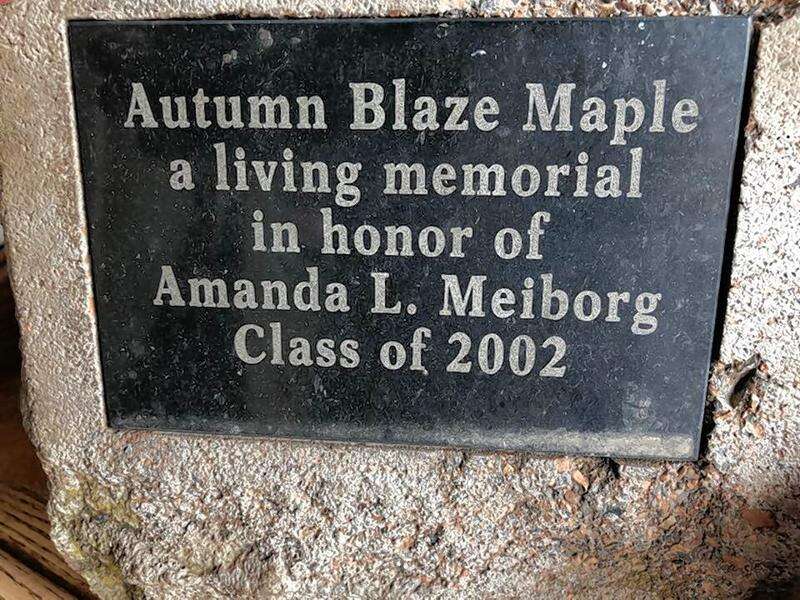 Autumn Blaze Maple
a living memorial
in honor of
Amanda L. Meiborg
Class of 2002